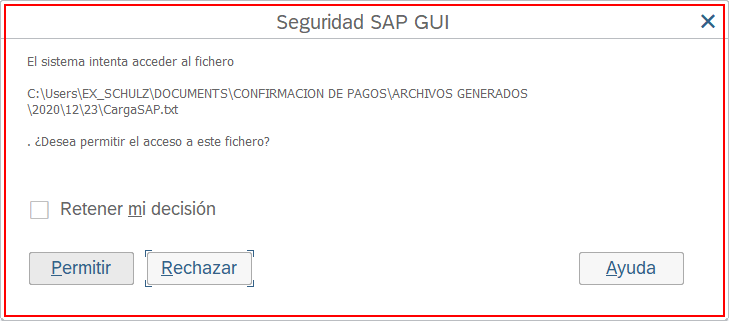 Seguridad SAP GUI
El sistema intenta acceder al fichero
C:\Users\EX_SCHULZ\DOCUMENTS\CONFIRMACION DE PAGOS\ARCHIVOS GENERADOS
\2020\12\23\CargaSAP.txt
. ¿Desea permitir el acceso a este fichero?
Retener mi decisión
Permitir Rechazar Ayuda